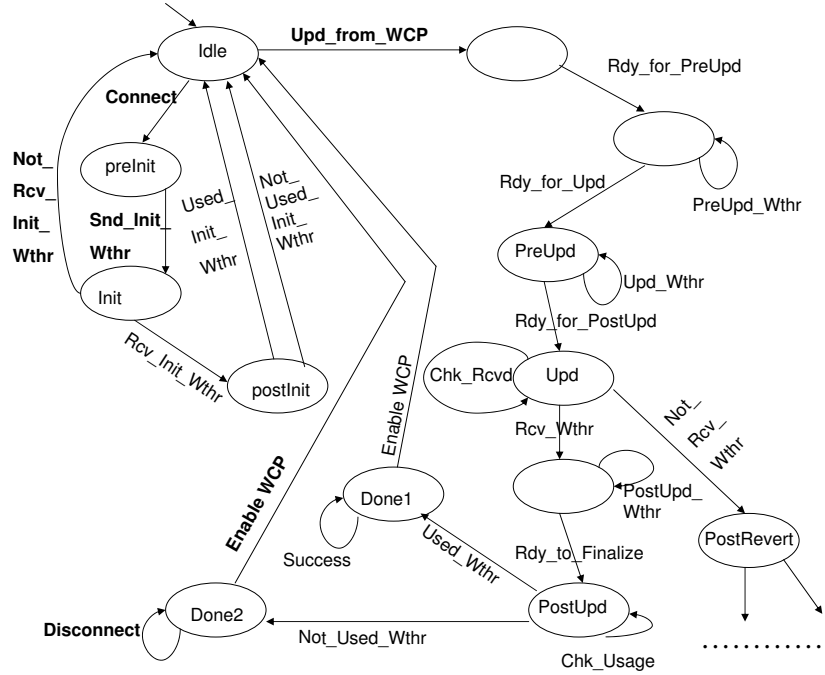 Idle
Upd_from_WCP
Rdy_for_PreUpd
Connect
preInit
Not_
Rcv_
Init_
Wthr
Snd_Init_
Wthr
Used_
Init_
Wthr
Not_
Used_
Init_
Wthr
Rdy_for_Upd
PreUpd_Wthr
PreUpd
Upd_Wthr
Init
Rdy_for_PostUpd
Rcv_Init_Wthr
postInit
Chk_Rcvd
Upd
Not_
Rcv_
Wthr
Rcv_Wthr
Enable WCP
Enable WCP
PostUpd_
Wthr
Done1
Success
Used_Wthr
Rdy_to_Finalize
PostRevert
Done2
Disconnect
Not_Used_Wthr
PostUpd
Chk_Usage
............